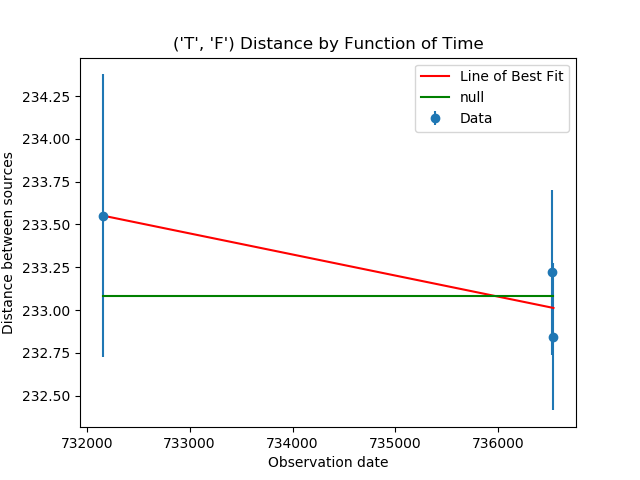 ('T', 'F') Distance by Function of Time
Line of Best Fit
null
Data
Distance between sources
234.25
234.00
233.75
233.50
233.25
233.00
232.75
232.50
732000
733000
734000
735000
736000
Observation date